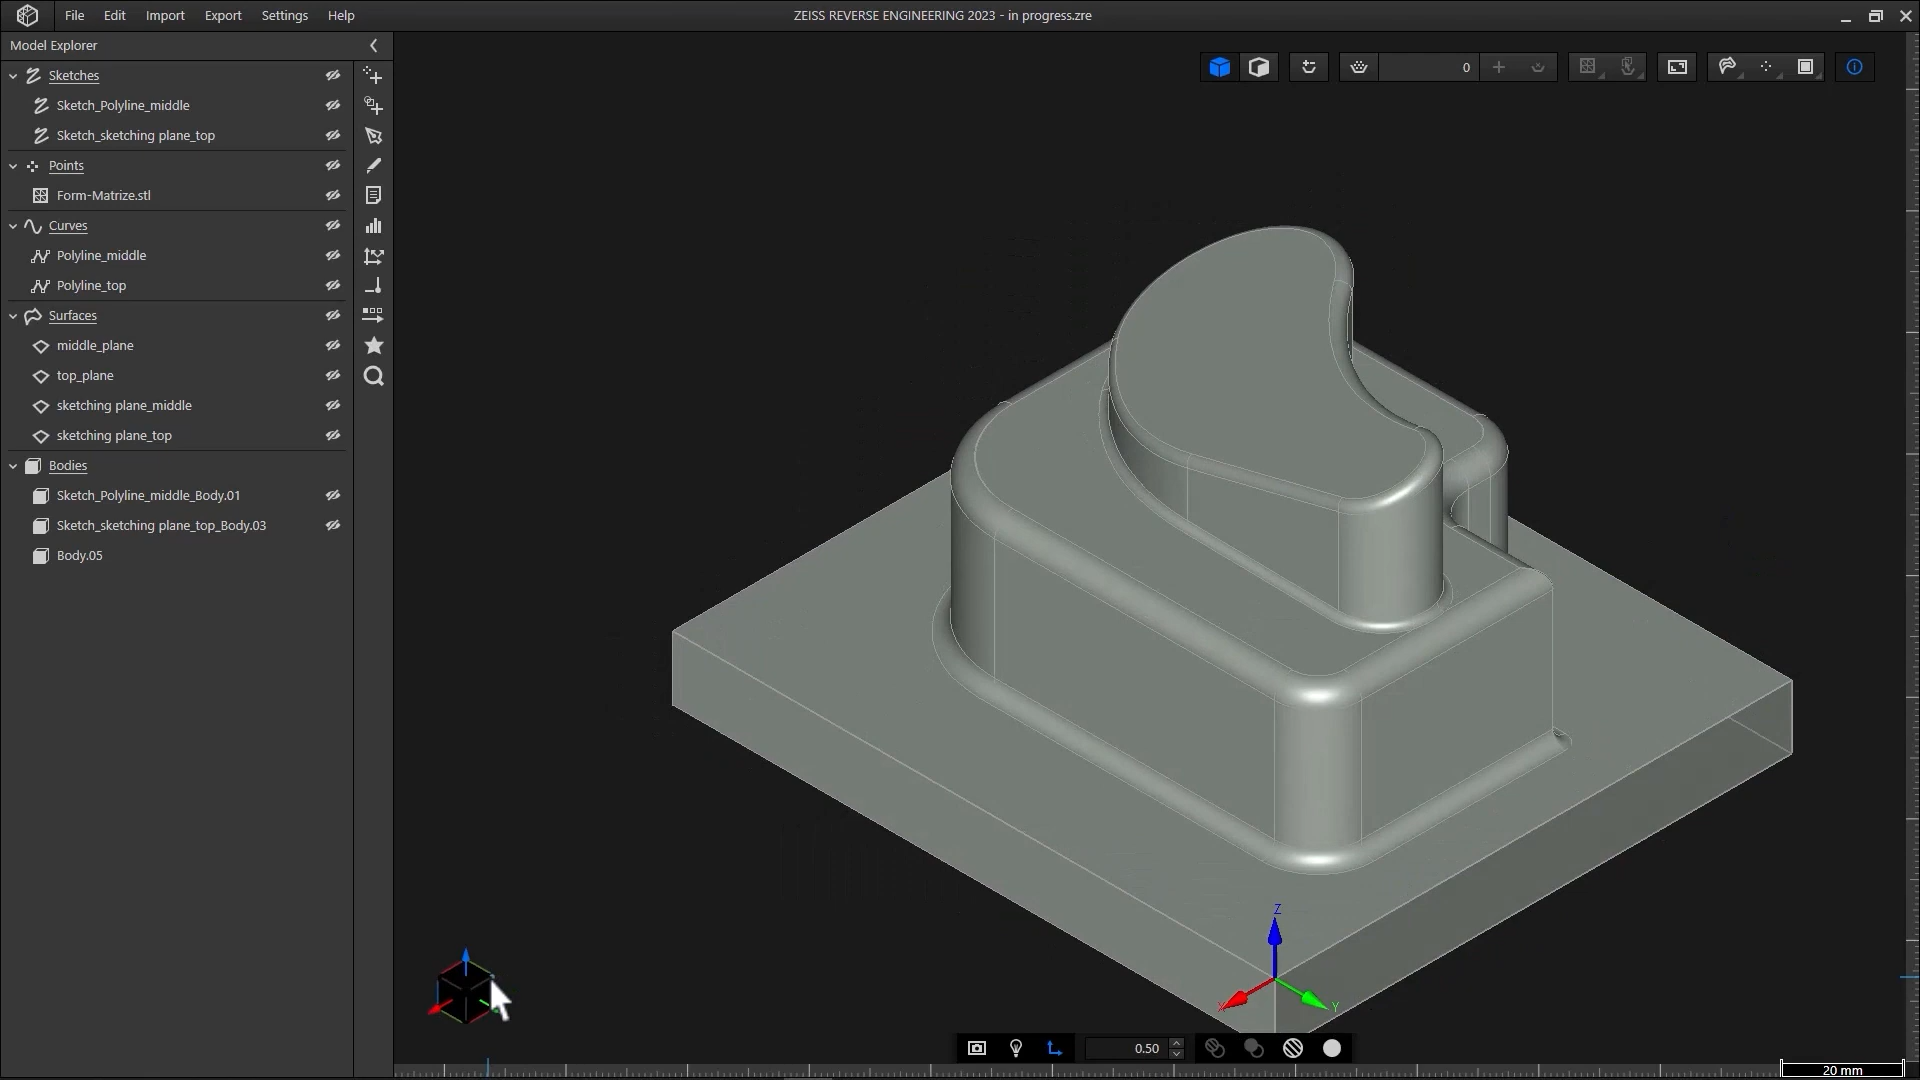 File Edit Import Export Settings Help
ZEISS REVERSE ENGINEERING 2023 - in progress.zre
Model Explorer
Sketches
Sketch_Polyline_middle
Sketch_sketching plane_top
Points
Form-Matrize.stl
Curves
Polyline_middle
Polyline_top
Surfaces
middle_plane
top_plane
sketching plane_middle
sketching plane_top
Bodies
Sketch_Polyline_middle_Body.01
Sketch_sketching plane_top_Body.03
Body.05
0
Z
X
Y
0.50
20 mm